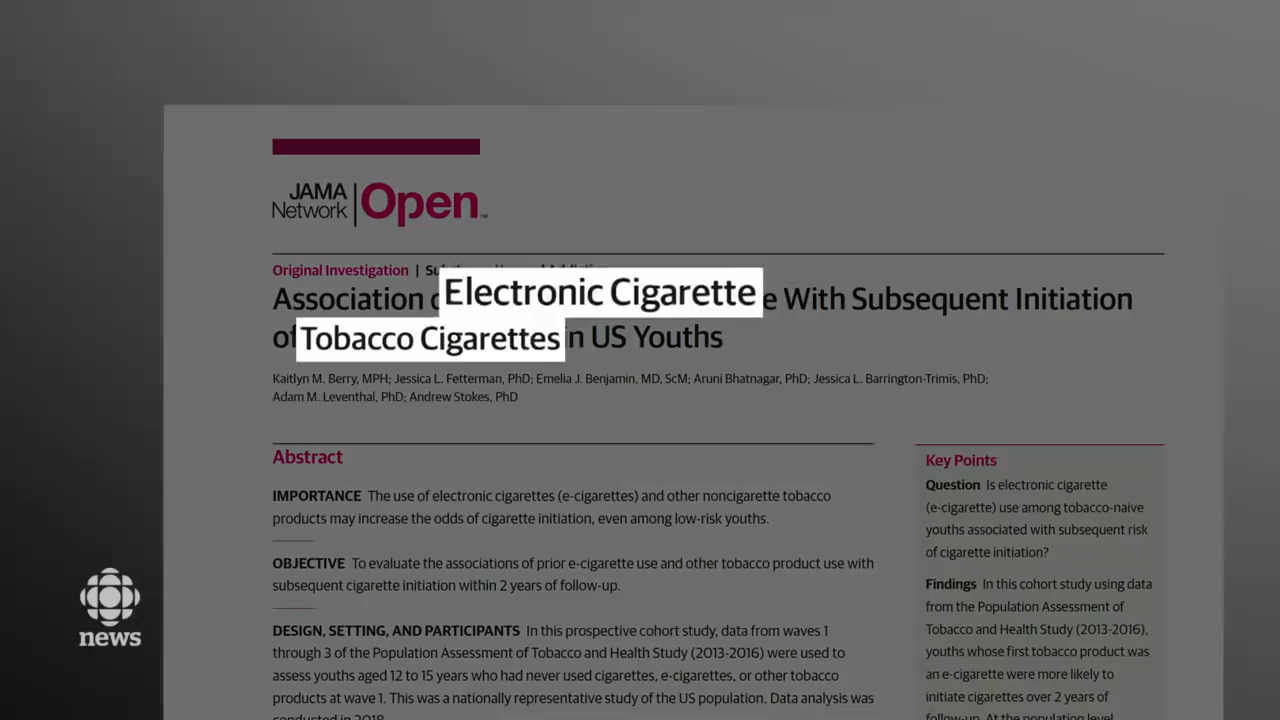 JAMA
Network
Open™
Original Investigation |
Electronic Cigarette
Association e With Subsequent Initiation
Tobacco Cigarettes
of in US Youths
Kaitlyn M. Berry, MPH; Jessica L. Fetterman, PhD; Emelia J. Benjamin, MD, ScM; Aruni Bhatnagar, PhD; Jessica L. Barrington-Trimis, PhD;
Adam M. Leventhal, PhD; Andrew Stokes, PhD
Abstract
IMPORTANCE The use of electronic cigarettes (e-cigarettes) and other noncigarette tobacco
products may increase the odds of cigarette initiation, even among low-risk youths.
OBJECTIVE To evaluate the associations of prior e-cigarette use and other tobacco product use with
subsequent cigarette initiation within 2 years of follow-up.
DESIGN, SETTING, AND PARTICIPANTS In this prospective cohort study, data from waves 1
through 3 of the Population Assessment of Tobacco and Health Study (2013-2016) were used to
assess youths aged 12 to 15 years who had never used cigarettes, e-cigarettes, or other tobacco
products at wave 1. This was a nationally representative study of the US population. Data analysis was
conducted in 2018.
Key Points
Question Is electronic cigarette
(e-cigarette) use among tobacco-naive
youths associated with subsequent risk
of cigarette initiation?
Findings In this cohort study using data
from the Population Assessment of
Tobacco and Health Study (2013-2016),
youths whose first tobacco product was
an e-cigarette were more likely to
initiate cigarettes over 2 years of
follow-up. At the population level,
news